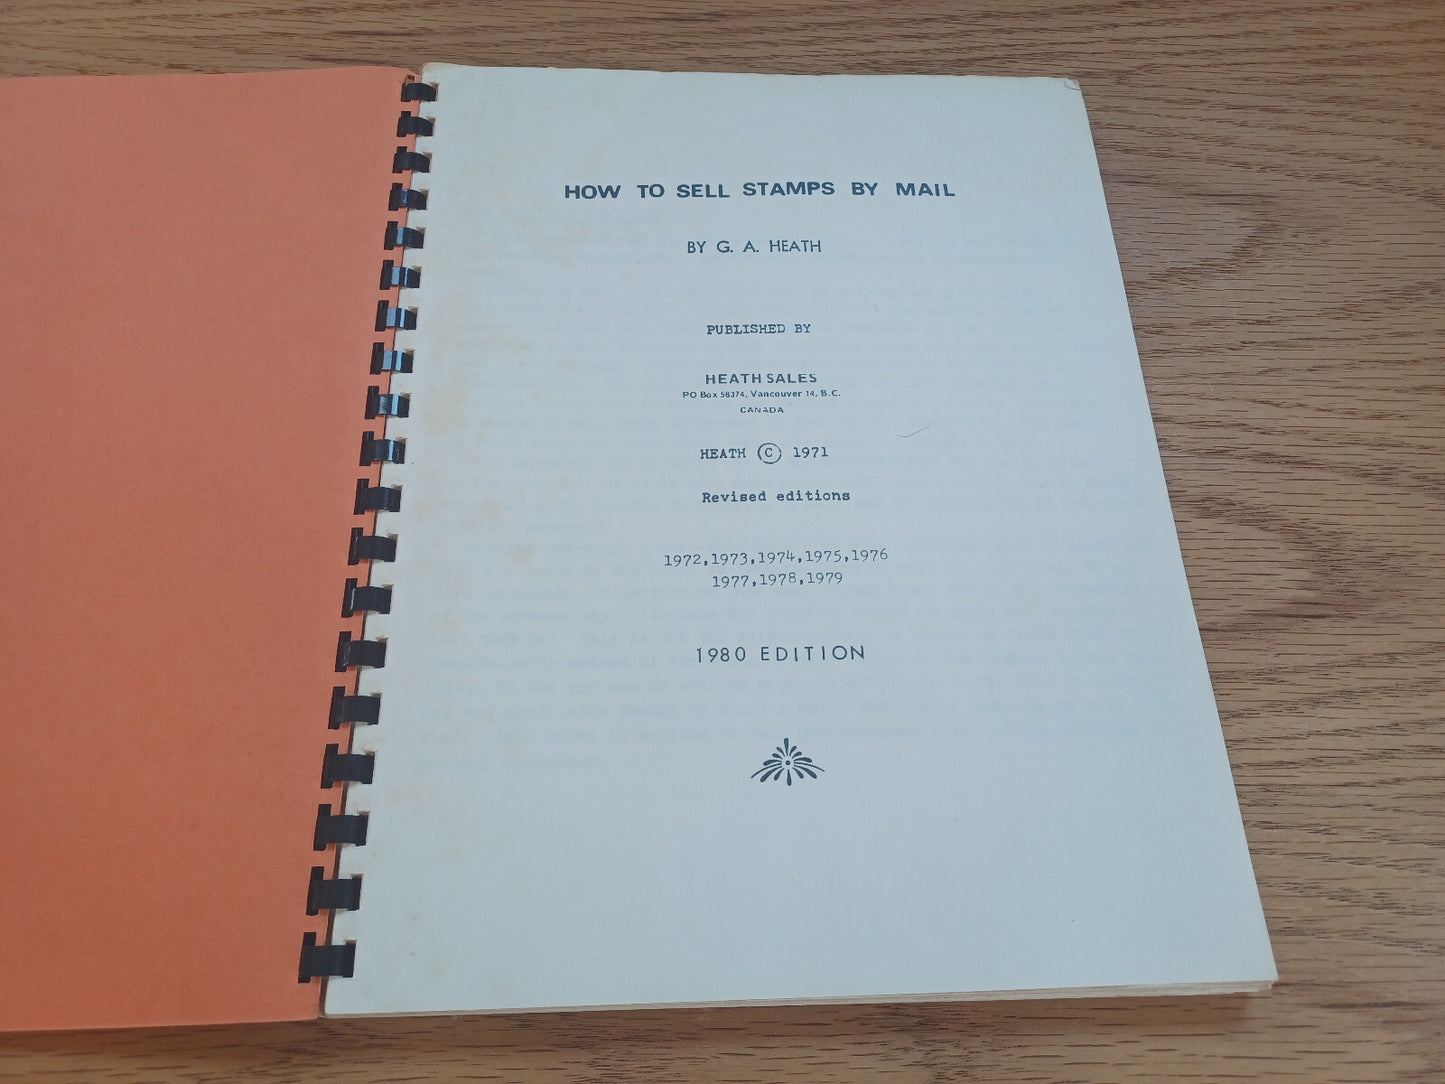 HOW TO SELL STAMPS BY MAIL
BY G. A. HEATH
PUBLISHED BY
HEATH SALES
PO Box 58374, Vancouver 14, B.C.
CANADA
HEATH © 1971
Revised editions
1972,1973,1974,1975,1976
1977,1978,1979
1980 EDITION